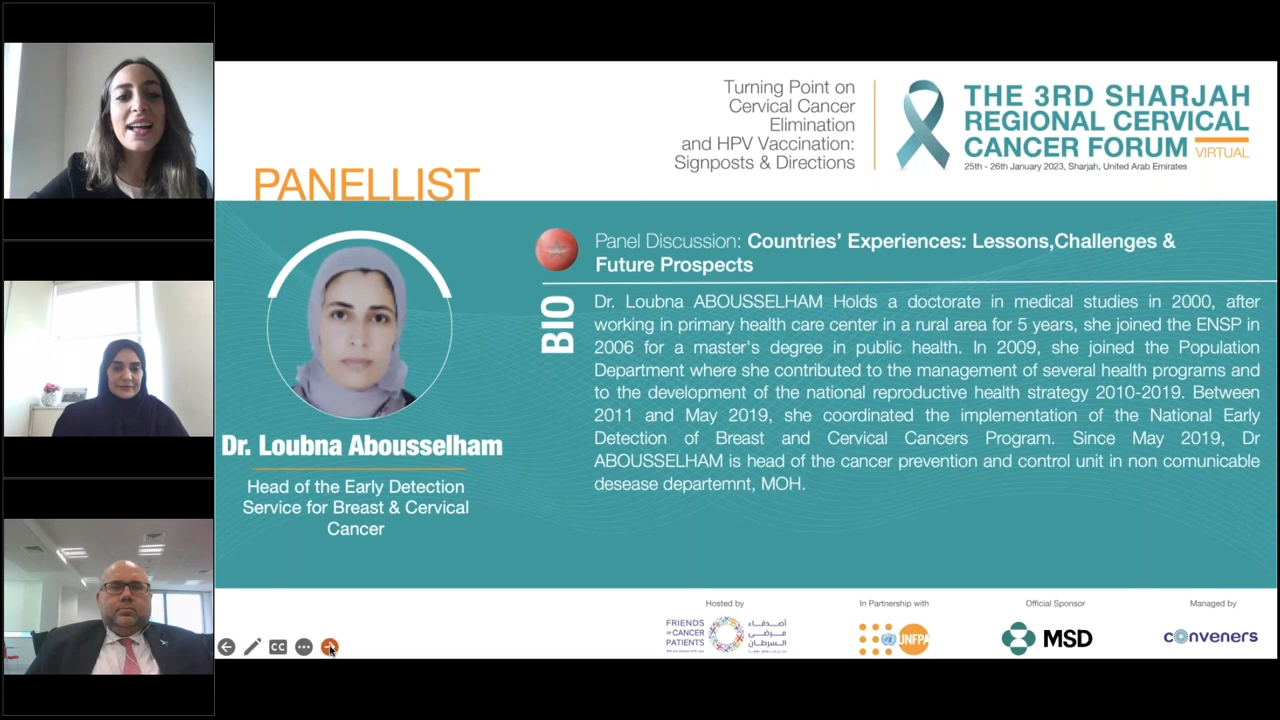 Turning Point on
Cervical Cancer
Elimination
and HPV Vaccination:
Signposts & Directions
THE 3RD SHARJAH
REGIONAL CERVICAL
CANCER FORUM
VIRTUAL
25th - 26th January 2023, Sharjah, United Arab Emirates
PANELLIST
Panel Discussion: Countries' Experiences: Lessons,Challenges &
Future Prospects
BIO
Dr. Loubna ABOUSSELHAM Holds a doctorate in medical studies in 2000, after
working in primary health care center in a rural area for 5 years, she joined the ENSP in
2006 for a master's degree in public health. In 2009, she joined the Population
Department where she contributed to the management of several health programs and
to the development of the national reproductive health strategy 2010-2019. Between
2011 and May 2019, she coordinated the implementation of the National Early
Detection of Breast and Cervical Cancers Program. Since May 2019, Dr
ABOUSSELHAM is head of the cancer prevention and control unit in non comunicable
desease departemnt, MOH.
Dr. Loubna Abousselham
Head of the Early Detection
Service for Breast & Cervical
Cancer
Hosted by
FRIENDS
OF CANCER
PATIENTS
أصدقاء
مرضى
السرطان
In Partnership with
UNFPA
Official Sponsor
MSD
Managed by
conveners
CC